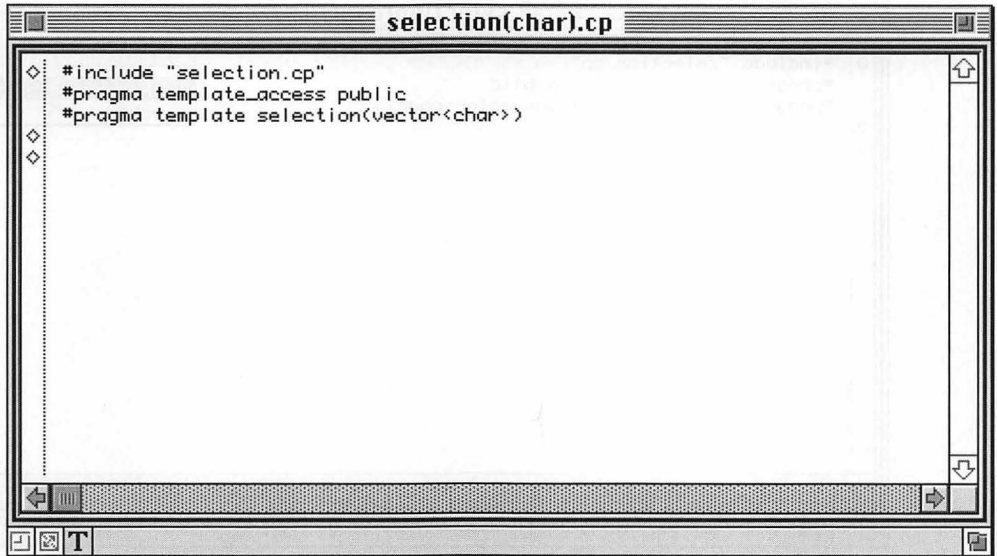 selection(char).cp
#include "selection.cp"
#pragma template_access public
#pragma template selection(vector<char>)
T